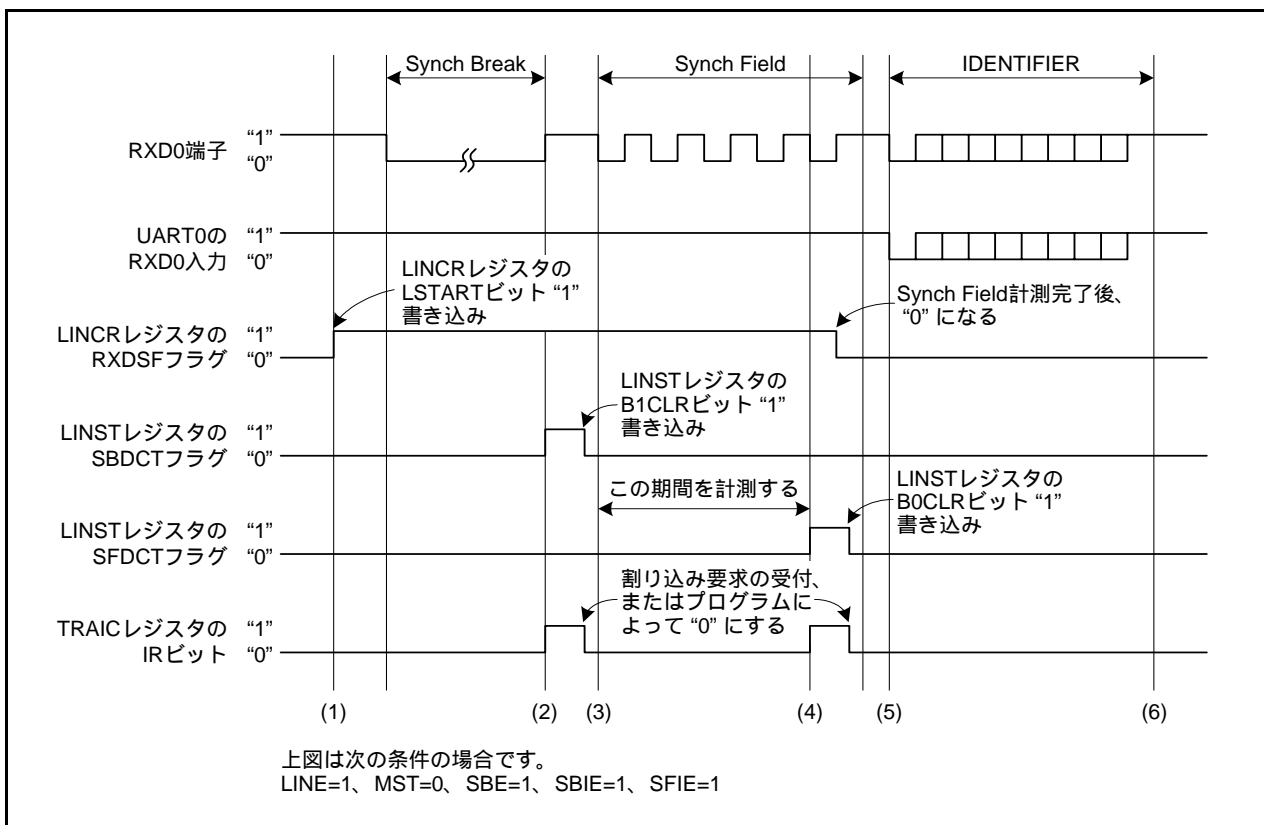 Synch Break
Synch Field
IDENTIFIER
RXD0端子
“1”
“0”
UART0の
RXD0入力
“1”
“0”
LINCRレジスタの
LSTARTビット “1”
書き込み
Synch Field計測完了後、
“0” になる
LINCRレジスタの
RXDSFフラグ
“1”
“0”
LINSTレジスタの
B1CLRビット “1”
書き込み
LINSTレジスタの
SBDCTフラグ
“1”
“0”
この期間を計測する
LINSTレジスタの
B0CLRビット “1”
書き込み
LINSTレジスタの
SFDCTフラグ
“1”
“0”
割り込み要求の受付、
またはプログラムに
よって “0” にする
TRAICレジスタの
IRビット
“1”
“0”
(1)
(2)
(3)
(4)
(5)
(6)
上図は次の条件の場合です。
LINE=1、MST=0、SBE=1、SBIE=1、SFIE=1